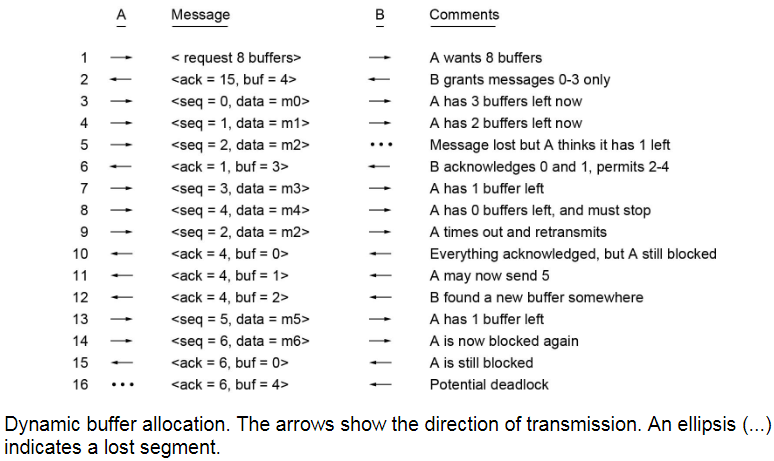 A Message B Comments
1 → < request 8 buffers> → A wants 8 buffers
2 ← <ack = 15, buf = 4> ← B grants messages 0-3 only
3 → <seq = 0, data = m0> → A has 3 buffers left now
4 → <seq = 1, data = m1> → A has 2 buffers left now
5 → <seq = 2, data = m2> ••• Message lost but A thinks it has 1 left
6 ← <ack = 1, buf = 3> ← B acknowledges 0 and 1, permits 2-4
7 → <seq = 3, data = m3> → A has 1 buffer left
8 → <seq = 4, data = m4> → A has 0 buffers left, and must stop
9 → <seq = 2, data = m2> → A times out and retransmits
10 ← <ack = 4, buf = 0> ← Everything acknowledged, but A still blocked
11 ← <ack = 4, buf = 1> ← A may now send 5
12 ← <ack = 4, buf = 2> ← B found a new buffer somewhere
13 → <seq = 5, data = m5> → A has 1 buffer left
14 → <seq = 6, data = m6> → A is now blocked again
15 ← <ack = 6, buf = 0> ← A is still blocked
16 ••• <ack = 6, buf = 4> ← Potential deadlock
Dynamic buffer allocation. The arrows show the direction of transmission. An ellipsis (...)
indicates a lost segment.